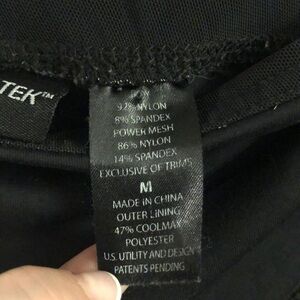 TEK™
92% NYLON
8% SPANDEX
POWER MESH
86% NYLON
14% SPANDEX
EXCLUSIVE OF TRIMS
M
MADE IN CHINA
OUTER LINING
47% COOLMAX
POLYESTER
U.S. UTILITY AND DESIGN
PATENTS PENDING